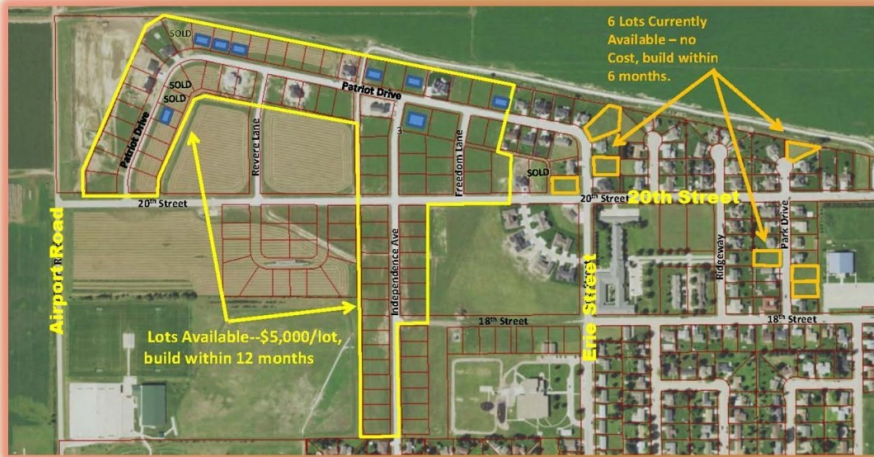 6 Lots Currently
Available – no
Cost, build within
6 months.
SOLD
Patriot Drive
SOLD
SOLD
Patriot Drive
Revere Lane
3
Freedom Lane
SOLD
20th Street
20th Street
20th Street
Airport Road
Independence Ave
Erie Street
Ridgeway
Park Drive
18th Street
18th Street
Lots Available--$5,000/lot,
build within 12 months